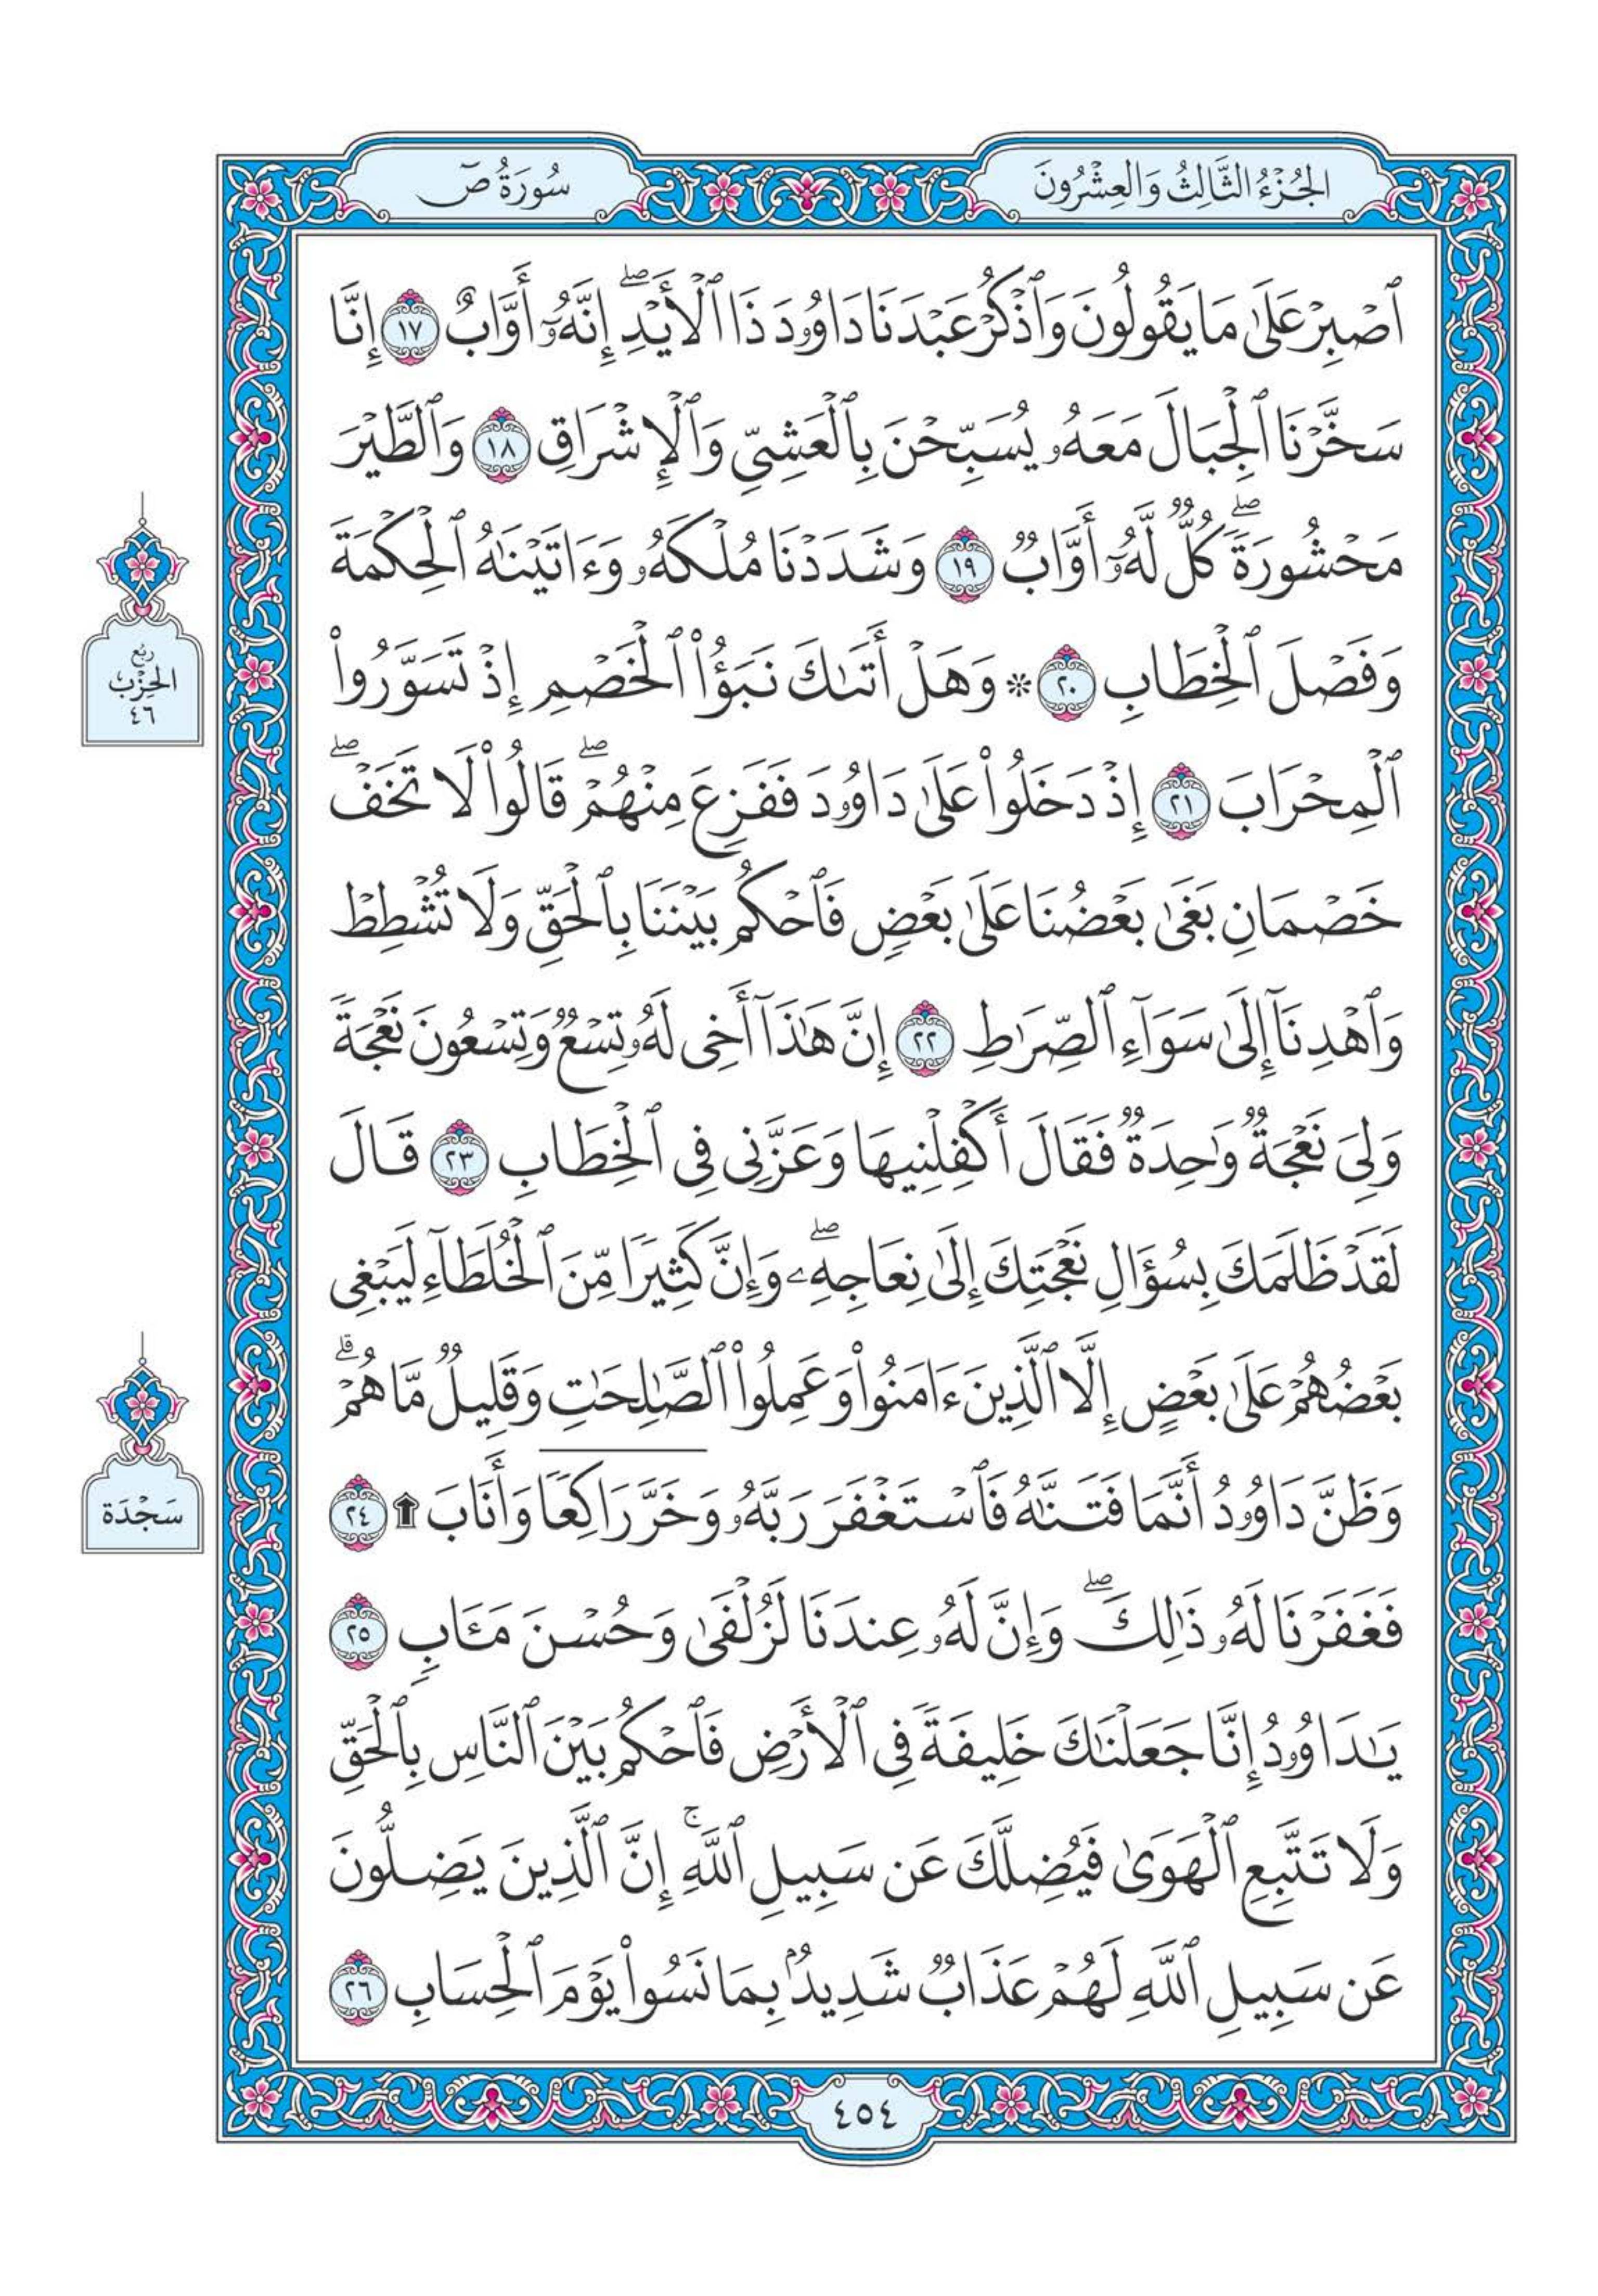 الجُزْءُ الثَّالِثُ وَالعِشْرُونَ
سُورَةُ صٓ
ٱصۡبِرۡ عَلَىٰ مَا يَقُولُونَ وَٱذۡكُرۡ عَبۡدَنَا دَاوُۥدَ ذَا ٱلۡأَيۡدِۖ إِنَّهُۥٓ أَوَّابٌ ١٧ إِنَّا
سَخَّرۡنَا ٱلۡجِبَالَ مَعَهُۥ يُسَبِّحۡنَ بِٱلۡعَشِيِّ وَٱلۡإِشۡرَاقِ ١٨ وَٱلطَّيۡرَ
مَحۡشُورَةٗۖ كُلّٞ لَّهُۥٓ أَوَّابٞ ١٩ وَشَدَدۡنَا مُلۡكَهُۥ وَءَاتَيۡنَٰهُ ٱلۡحِكۡمَةَ
وَفَصۡلَ ٱلۡخِطَابِ ٢٠ ۞ وَهَلۡ أَتَىٰكَ نَبَؤُاْ ٱلۡخَصۡمِ إِذۡ تَسَوَّرُواْ
ٱلۡمِحۡرَابَ ٢١ إِذۡ دَخَلُواْ عَلَىٰ دَاوُۥدَ فَفَزِعَ مِنۡهُمۡۖ قَالُواْ لَا تَخَفۡۖ
خَصۡمَانِ بَغَىٰ بَعۡضُنَا عَلَىٰ بَعۡضٖ فَٱحۡكُم بَيۡنَنَا بِٱلۡحَقِّ وَلَا تُشۡطِطۡ
وَٱهۡدِنَآ إِلَىٰ سَوَآءِ ٱلصِّرَٰطِ ٢٢ إِنَّ هَٰذَآ أَخِي لَهُۥ تِسۡعٞ وَتِسۡعُونَ نَعۡجَةٗ
وَلِيَ نَعۡجَةٞ وَٰحِدَةٞ فَقَالَ أَكۡفِلۡنِيهَا وَعَزَّنِي فِي ٱلۡخِطَابِ ٢٣ قَالَ
لَقَدۡ ظَلَمَكَ بِسُؤَالِ نَعۡجَتِكَ إِلَىٰ نِعَاجِهِۦۖ وَإِنَّ كَثِيرٗا مِّنَ ٱلۡخُلَطَآءِ لَيَبۡغِي
بَعۡضُهُمۡ عَلَىٰ بَعۡضٍ إِلَّا ٱلَّذِينَ ءَامَنُواْ وَعَمِلُواْ ٱلصَّٰلِحَٰتِ وَقَلِيلٞ مَّا هُمۡۗ
وَظَنَّ دَاوُۥدُ أَنَّمَا فَتَنَّٰهُ فَٱسۡتَغۡفَرَ رَبَّهُۥ وَخَرَّۤ رَاكِعٗاۤ وَأَنَابَ ۩ ٢٤
فَغَفَرۡنَا لَهُۥ ذَٰلِكَۖ وَإِنَّ لَهُۥ عِندَنَا لَزُلۡفَىٰ وَحُسۡنَ مَـَٔابٖ ٢٥
يَٰدَاوُۥدُ إِنَّا جَعَلۡنَٰكَ خَلِيفَةٗ فِي ٱلۡأَرۡضِ فَٱحۡكُم بَيۡنَ ٱلنَّاسِ بِٱلۡحَقِّ
وَلَا تَتَّبِعِ ٱلۡهَوَىٰ فَيُضِلَّكَ عَن سَبِيلِ ٱللَّهِۚ إِنَّ ٱلَّذِينَ يَضِلُّونَ
عَن سَبِيلِ ٱللَّهِ لَهُمۡ عَذَابٞ شَدِيدُۢ بِمَا نَسُواْ يَوۡمَ ٱلۡحِسَابِ ٢٦
رُبع
الحِزْب
٤٦
سَجْدَة
٤٥٤